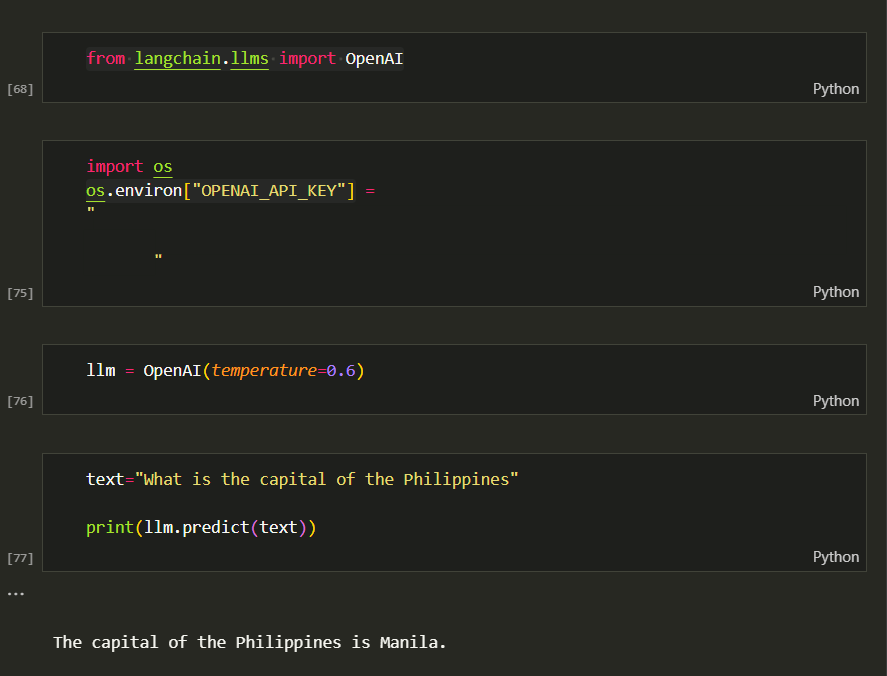 from langchain.llms import OpenAI
[68]
Python
import os
os.environ["OPENAI_API_KEY"] =
"
"
[75]
Python
llm = OpenAI(temperature=0.6)
[76]
Python
text="What is the capital of the Philippines"
print(llm.predict(text))
[77]
Python
...
The capital of the Philippines is Manila.